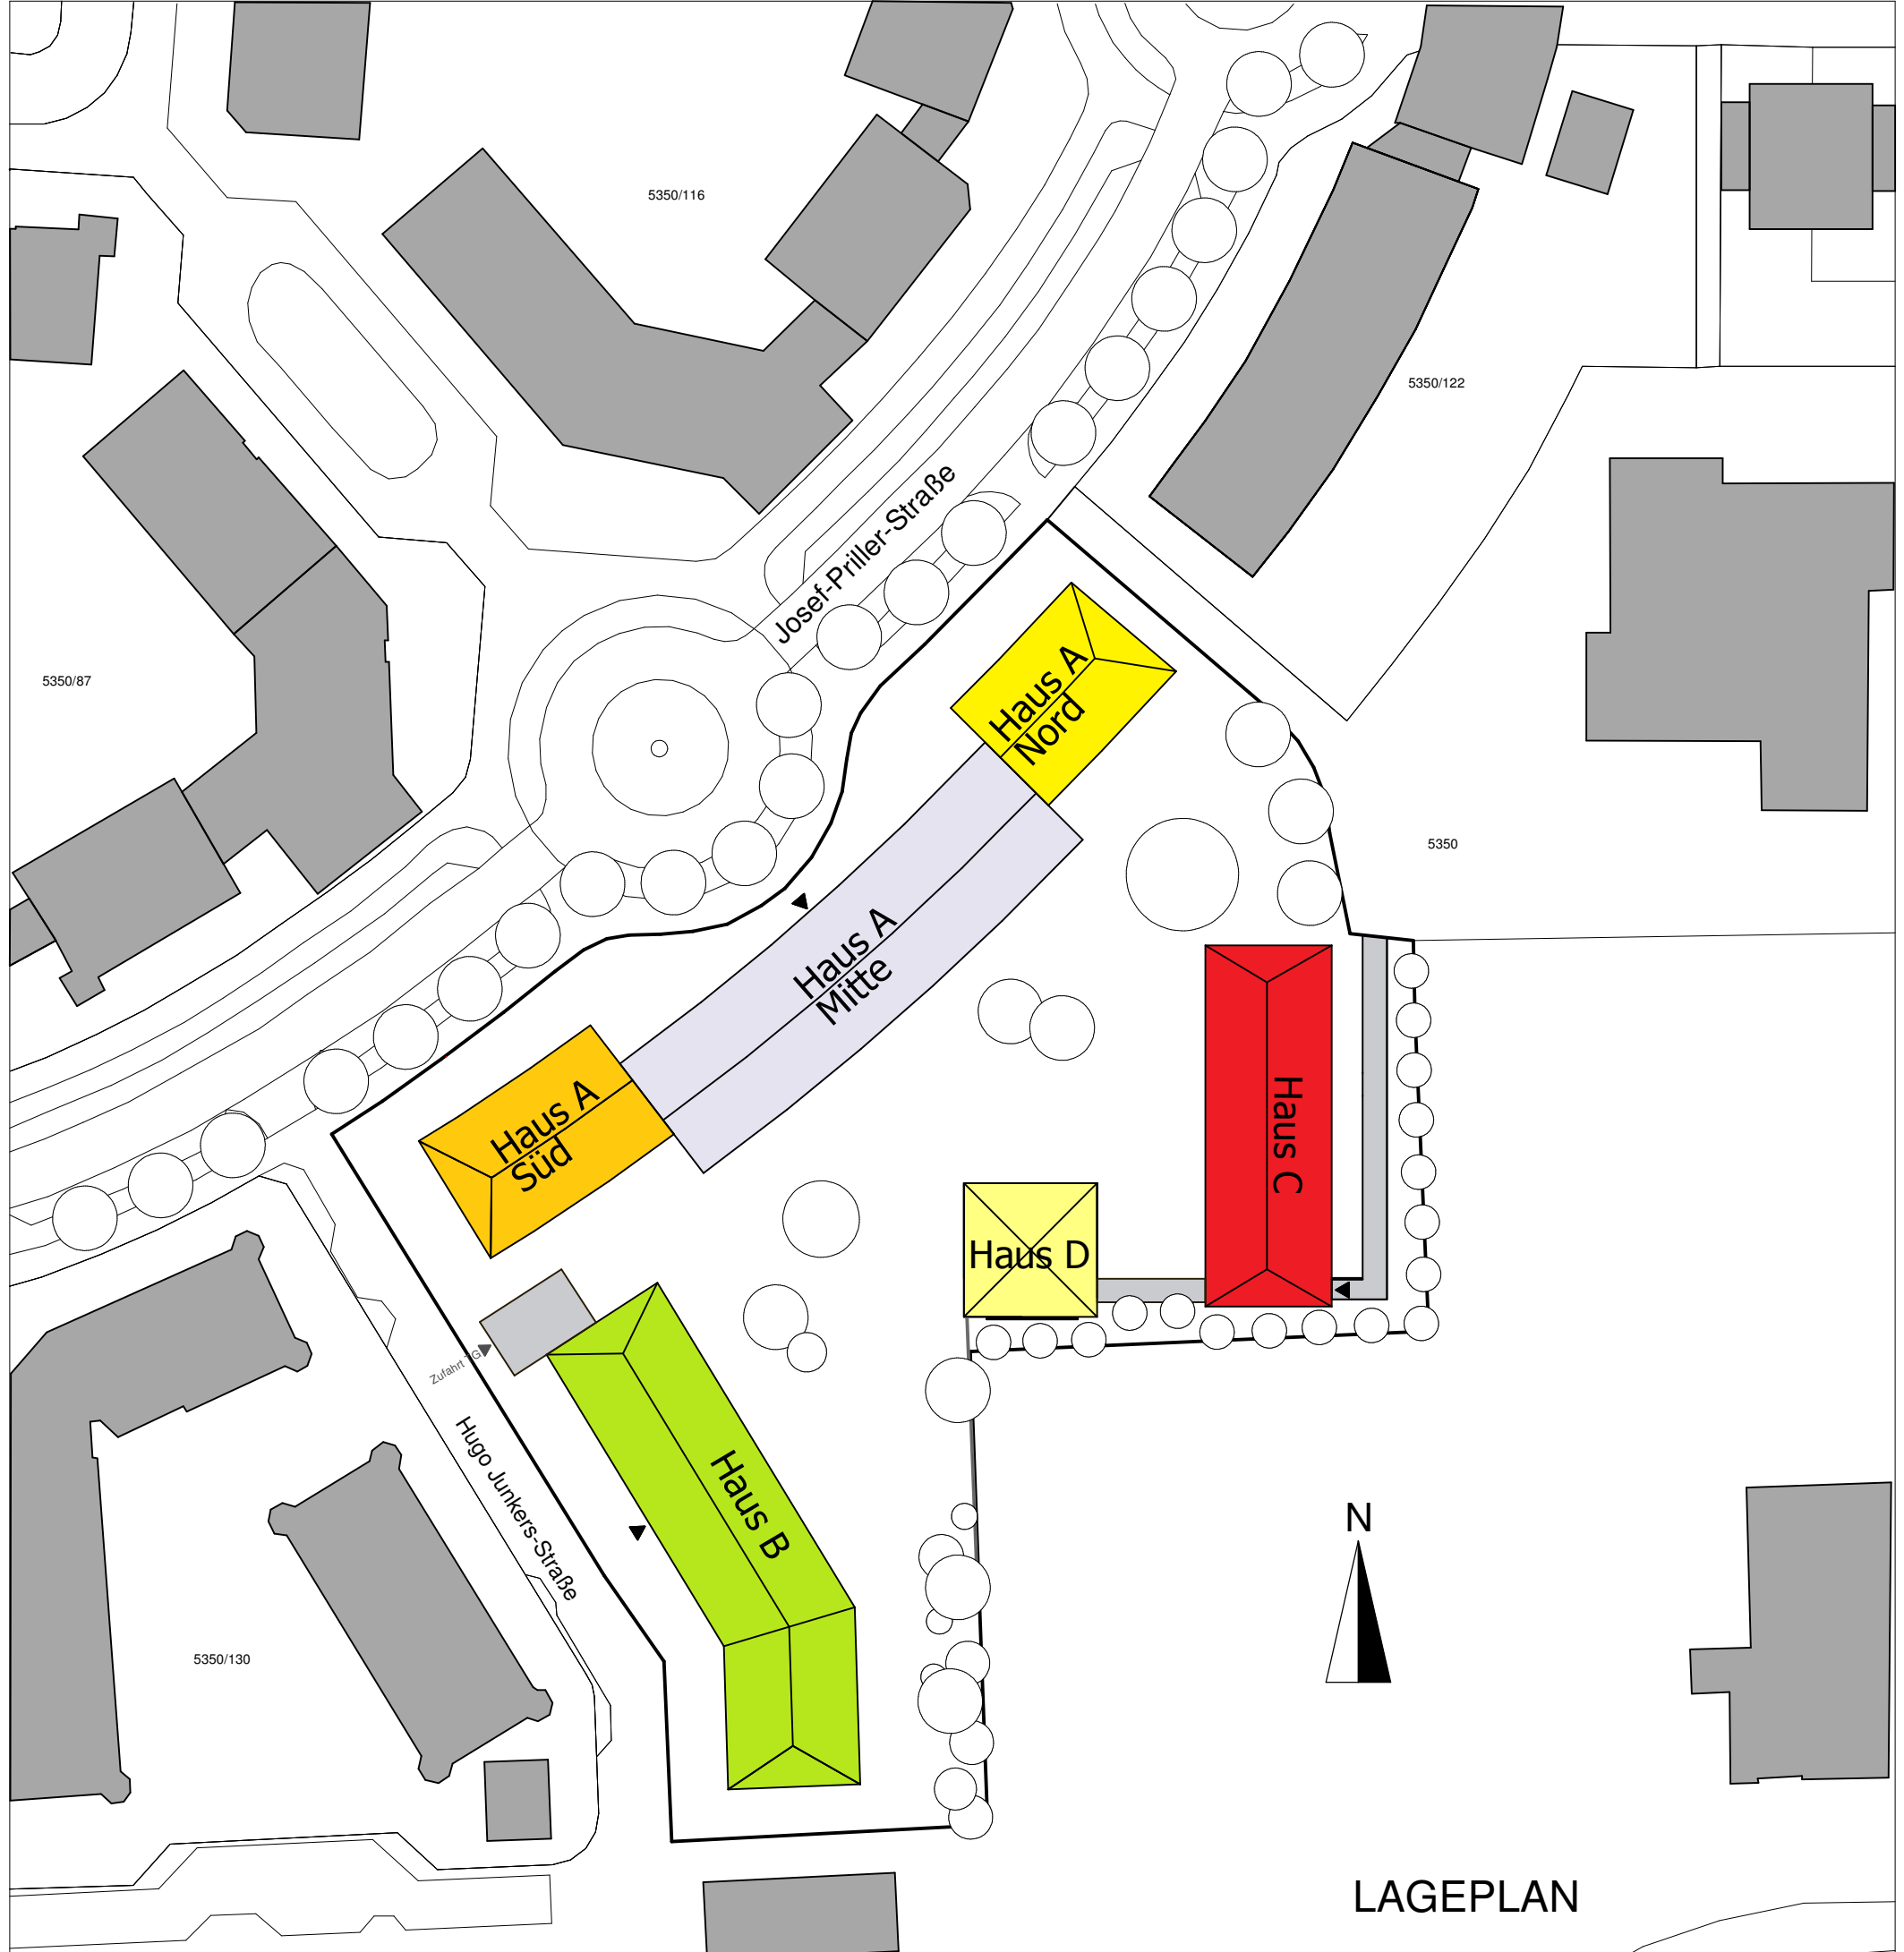 5350/116
5350/122
Josef-Priller-Straße
5350/87
Haus A
Nord
5350
Haus A
Mitte
Haus A
Süd
Haus C
Haus D
Zufahrt TG
Hugo Junkers-Straße
Haus B
N
5350/130
LAGEPLAN